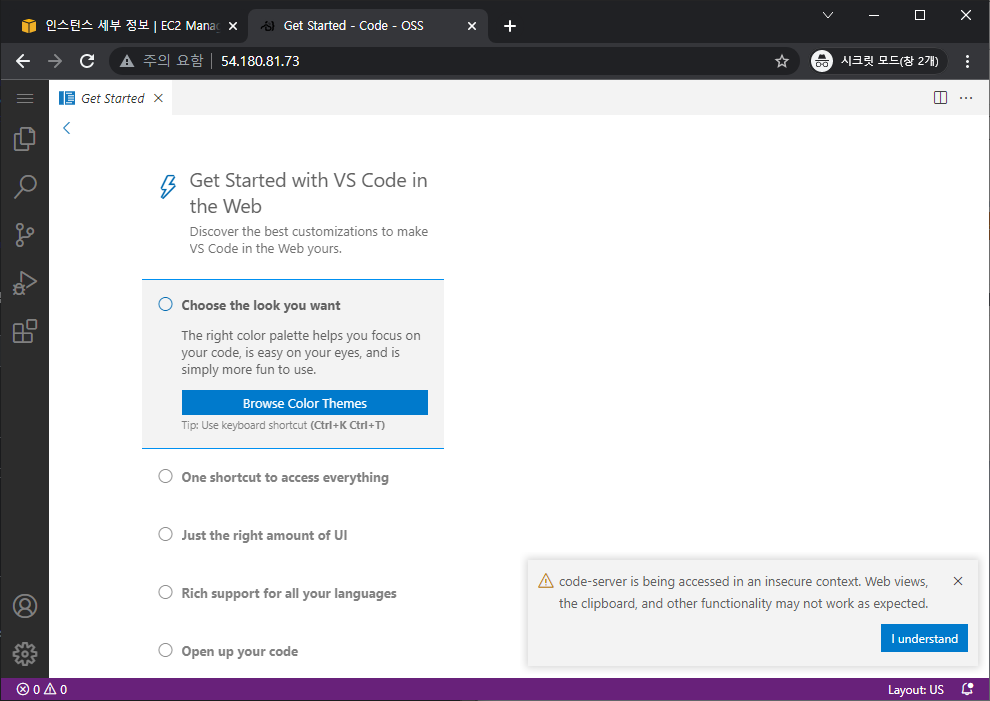 인스턴스 세부 정보 | EC2 Manag
Get Started - Code - OSS
주의 요함
54.180.81.73
시크릿 모드(창 2개)
Get Started
Get Started with VS Code in
the Web
Discover the best customizations to make
VS Code in the Web yours.
Choose the look you want
The right color palette helps you focus on
your code, is easy on your eyes, and is
simply more fun to use.
Browse Color Themes
Tip: Use keyboard shortcut (Ctrl+K Ctrl+T)
One shortcut to access everything
Just the right amount of UI
Rich support for all your languages
Open up your code
code-server is being accessed in an insecure context. Web views,
the clipboard, and other functionality may not work as expected.
I understand
0 0
Layout: US